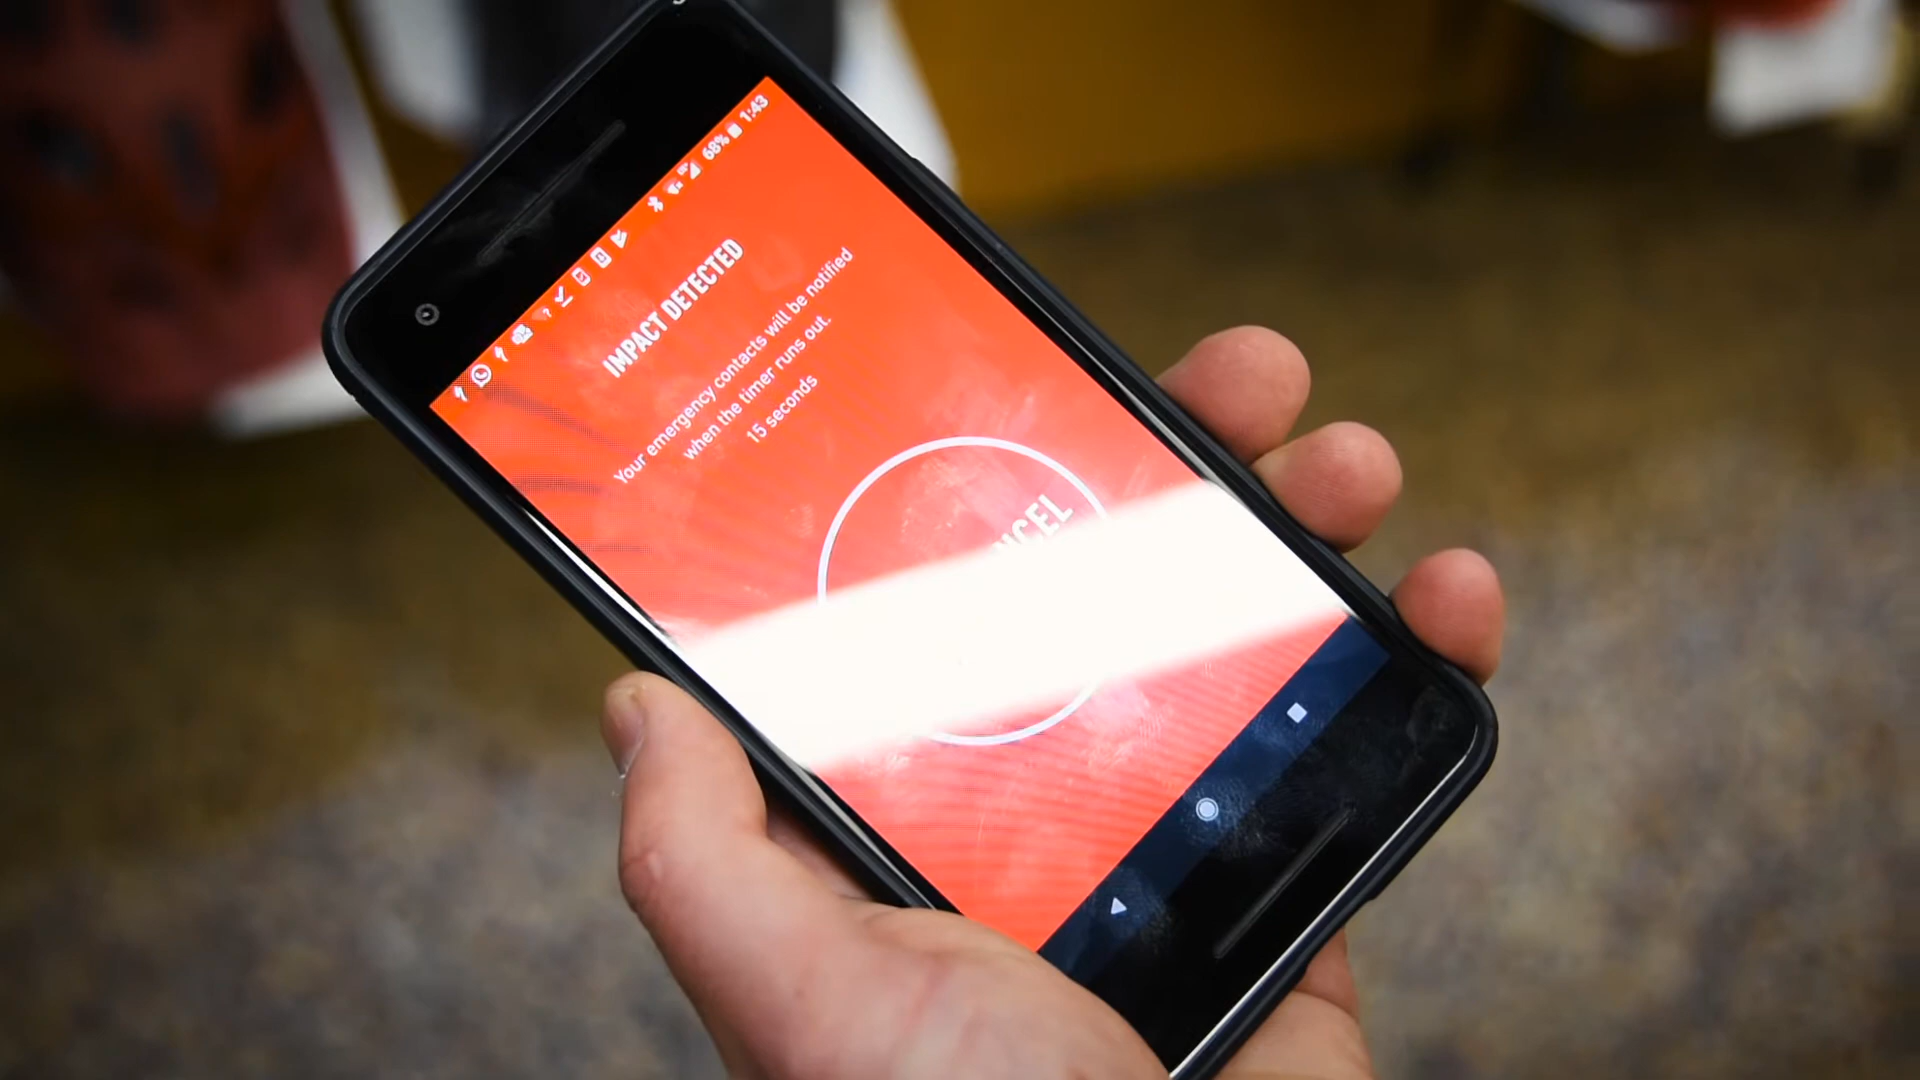 68% 1:43
IMPACT DETECTED
Your emergency contacts will be notified
when the timer runs out.
15 seconds